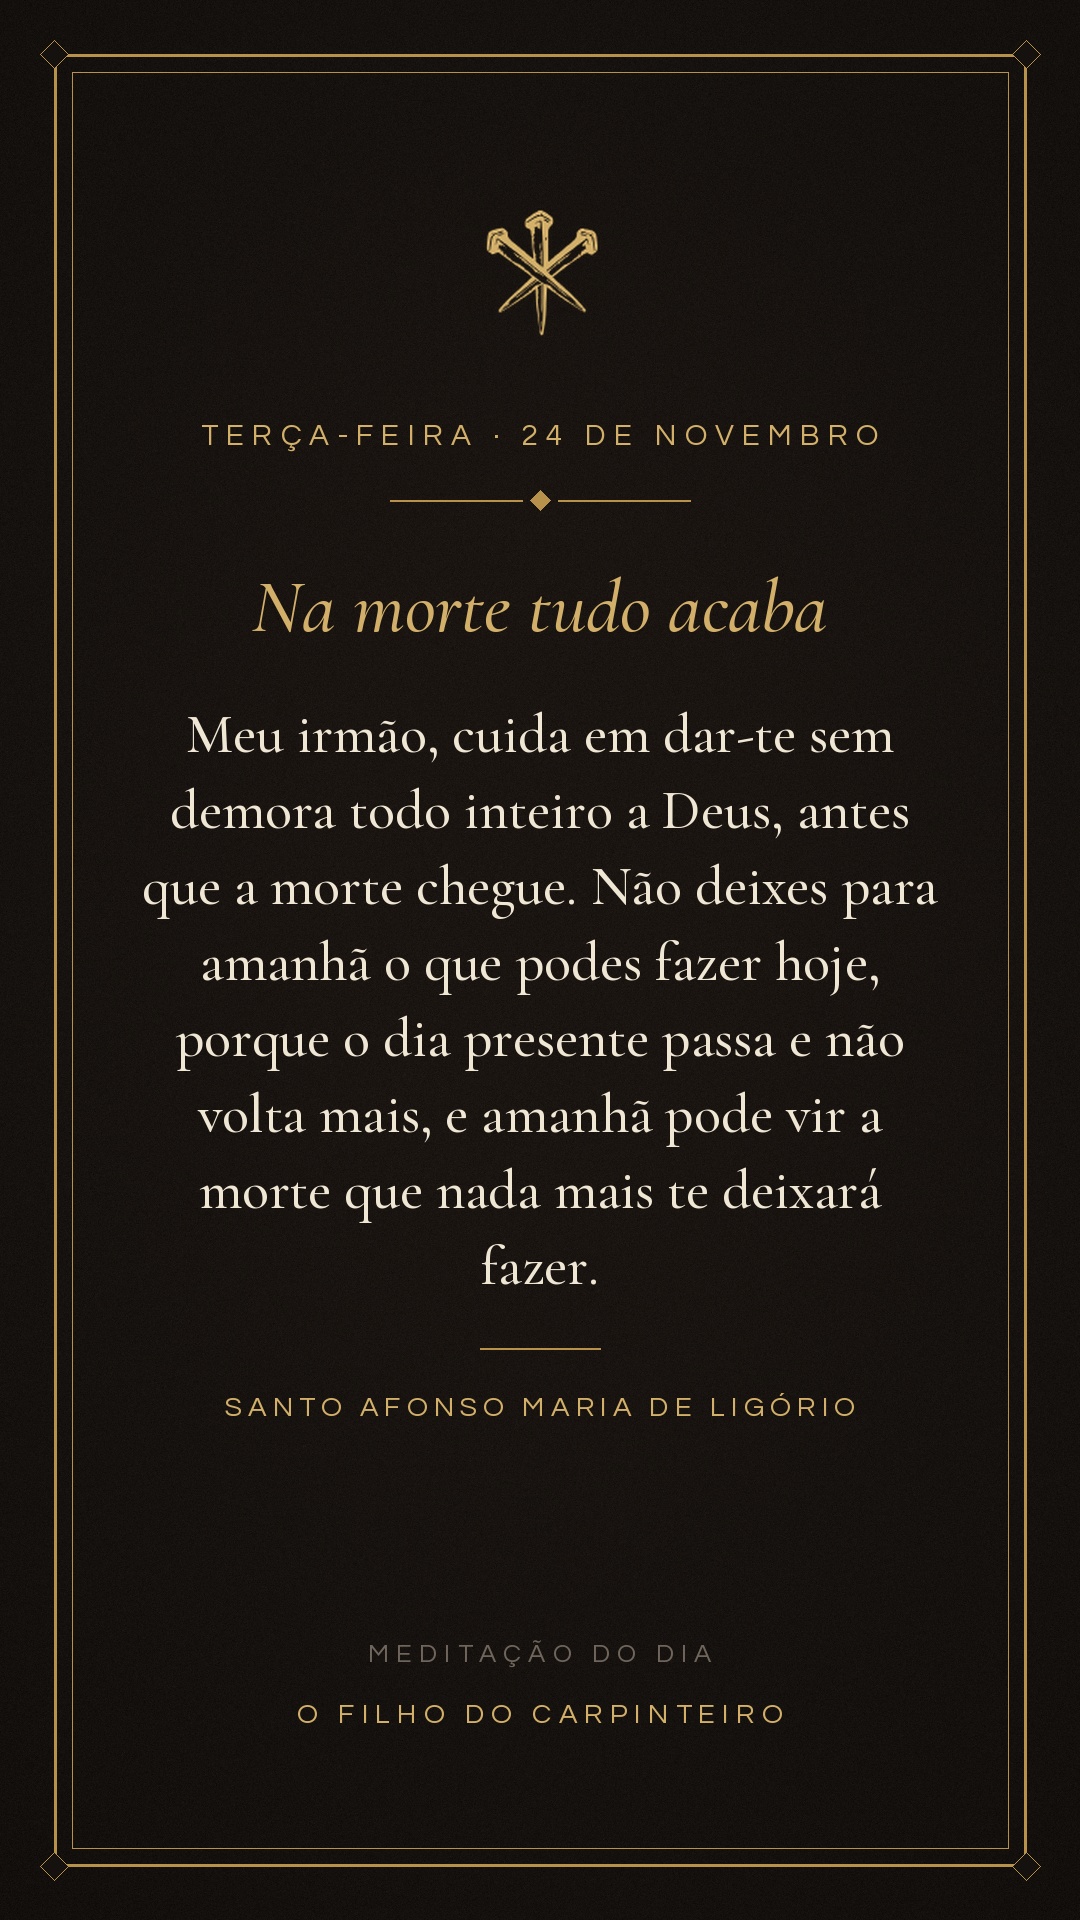 TERÇA-FEIRA · 24 DE NOVEMBRO
Na morte tudo acaba
Meu irmão, cuida em dar-te sem
demora todo inteiro a Deus, antes
que a morte chegue. Não deixes para
amanhã o que podes fazer hoje,
porque o dia presente passa e não
volta mais, e amanhã pode vir a
morte que nada mais te deixará
fazer.
SANTO AFONSO MARIA DE LIGÓRIO
MEDITAÇÃO DO DIA
O FILHO DO CARPINTEIRO